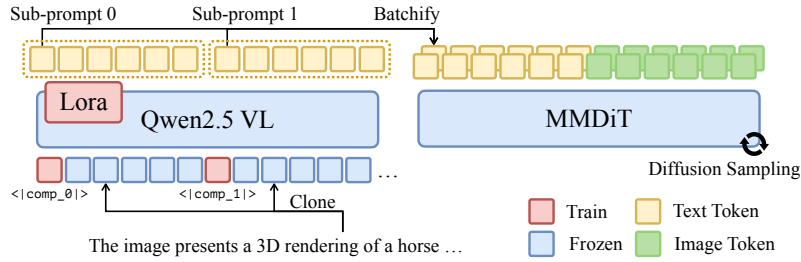 Sub-prompt 0
Sub-prompt 1
Batchify
Lora
Qwen2.5 VL
MMDiT
Diffusion Sampling
<|comp_0|>
<|comp_1|>
...
Clone
The image presents a 3D rendering of a horse ...
Train
Text Token
Frozen
Image Token